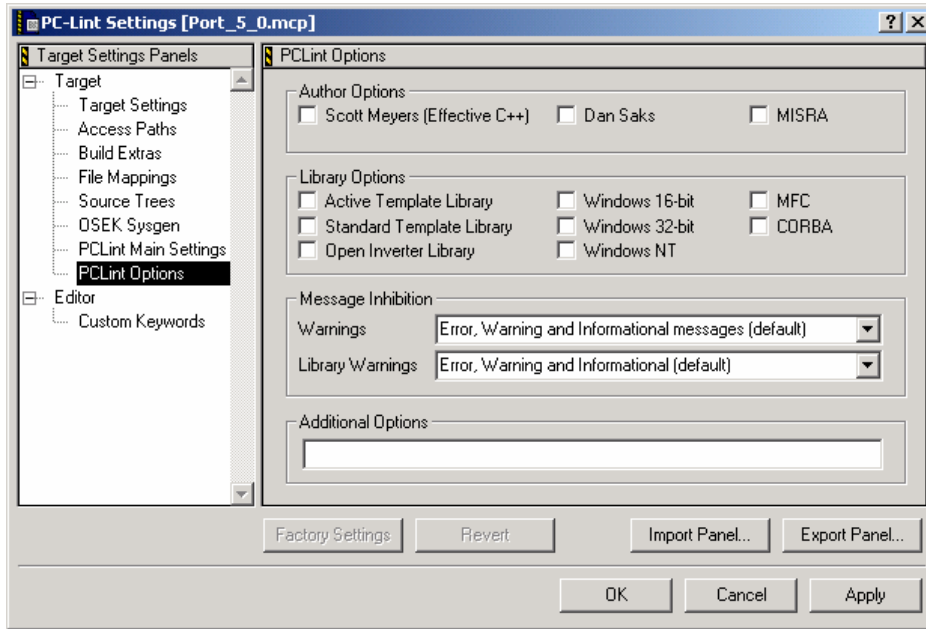 PC-Lint Settings [Port_5_0.mcp]
Target Settings Panels
Target
Target Settings
Access Paths
Build Extras
File Mappings
Source Trees
OSEK Sysgen
PCLint Main Settings
PCLint Options
Editor
Custom Keywords
PCLint Options
Author Options
Scott Meyers (Effective C++) Dan Saks MISRA
Library Options
Active Template Library Windows 16-bit MFC
Standard Template Library Windows 32-bit CORBA
Open Inverter Library Windows NT
Message Inhibition
Warnings Error, Warning and Informational messages (default)
Library Warnings Error, Warning and Informational (default)
Additional Options
Factory Settings Revert Import Panel... Export Panel...
OK Cancel Apply